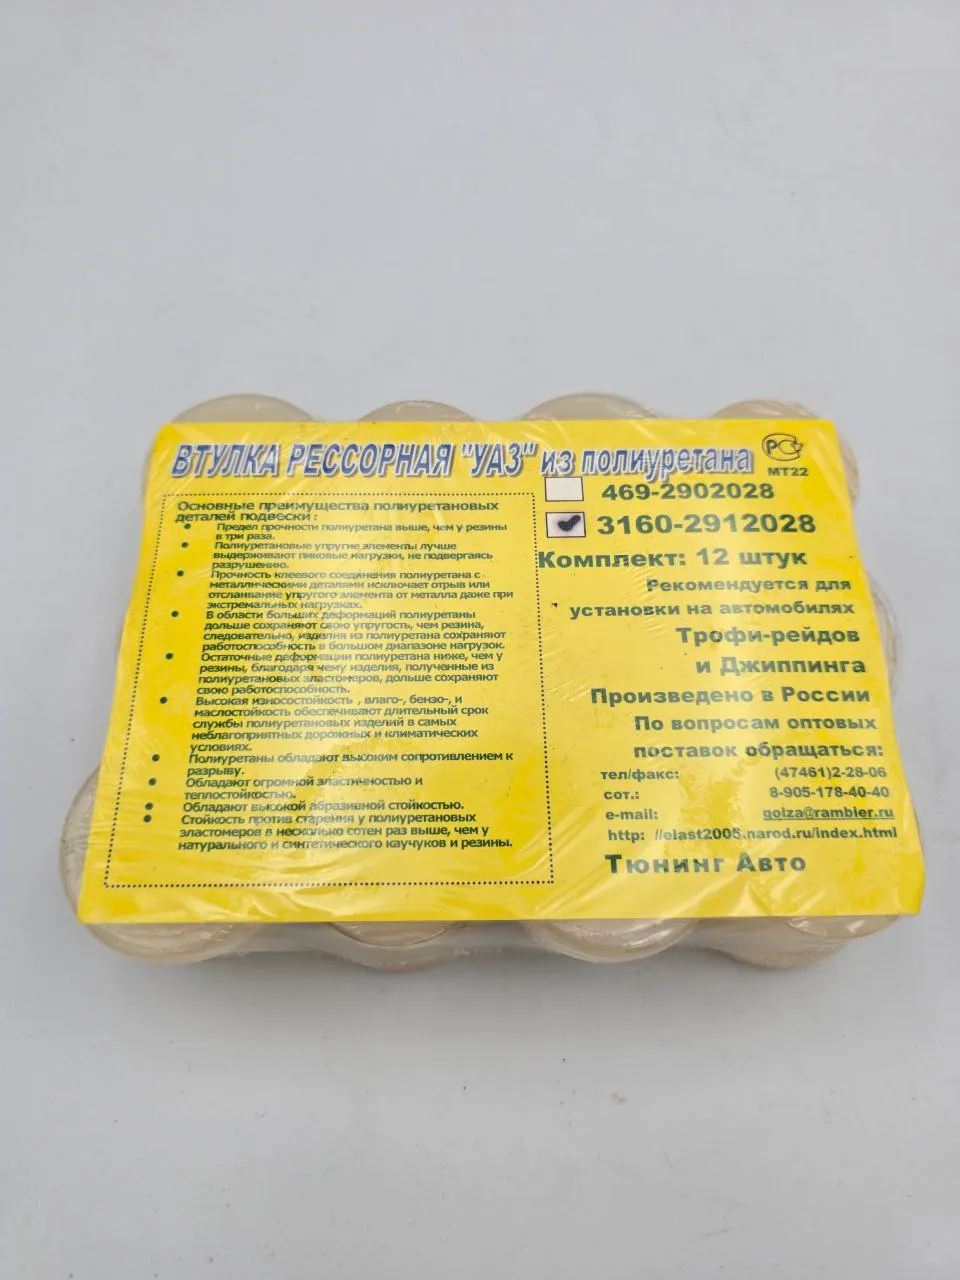 ВТУЛКА РЕССОРНАЯ "УАЗ" из полиуретана
РСТ
МТ22
469-2902028
3160-2912028
Комплект: 12 штук
Рекомендуется для
установки на автомобилях
Трофи-рейдов
и Джиппинга
Произведено в России
По вопросам оптовых
поставок обращаться:
тел/факс: (47461)2-28-06
сот.: 8-905-178-40-40
e-mail: golza@rambler.ru
http: //elast2005.narod.ru/index.html
Тюнинг Авто
Основные преимущества полиуретановых
деталей подвески :
• Предел прочности полиуретана выше, чем у резины
в три раза.
• Полиуретановые упругие элементы лучше
выдерживают пиковые нагрузки, не подвергаясь
разрушению.
• Прочность клеевого соединения полиуретана с
металлическими деталями исключает отрыв или
отслаивание упругого элемента от металла даже при
экстремальных нагрузках.
• В области больших деформаций полиуретаны
дольше сохраняют свою упругость, чем резина,
следовательно, изделия из полиуретана сохраняют
работоспособность в большом диапазоне нагрузок.
• Остаточные деформации полиуретана ниже, чем у
резины, благодаря чему изделия, полученные из
полиуретановых эластомеров, дольше сохраняют
свою работоспособность.
• Высокая износостойкость , влаго-, бензо-, и
маслостойкость обеспечивают длительный срок
службы полиуретановых изделий в самых
неблагоприятных дорожных и климатических
условиях.
• Полиуретаны обладают высоким сопротивлением к
разрыву.
• Обладают огромной эластичностью и
теплостойкостью.
• Обладают высокой абразивной стойкостью.
• Стойкость против старения у полиуретановых
эластомеров в несколько сотен раз выше, чем у
натурального и синтетического каучуков и резины.